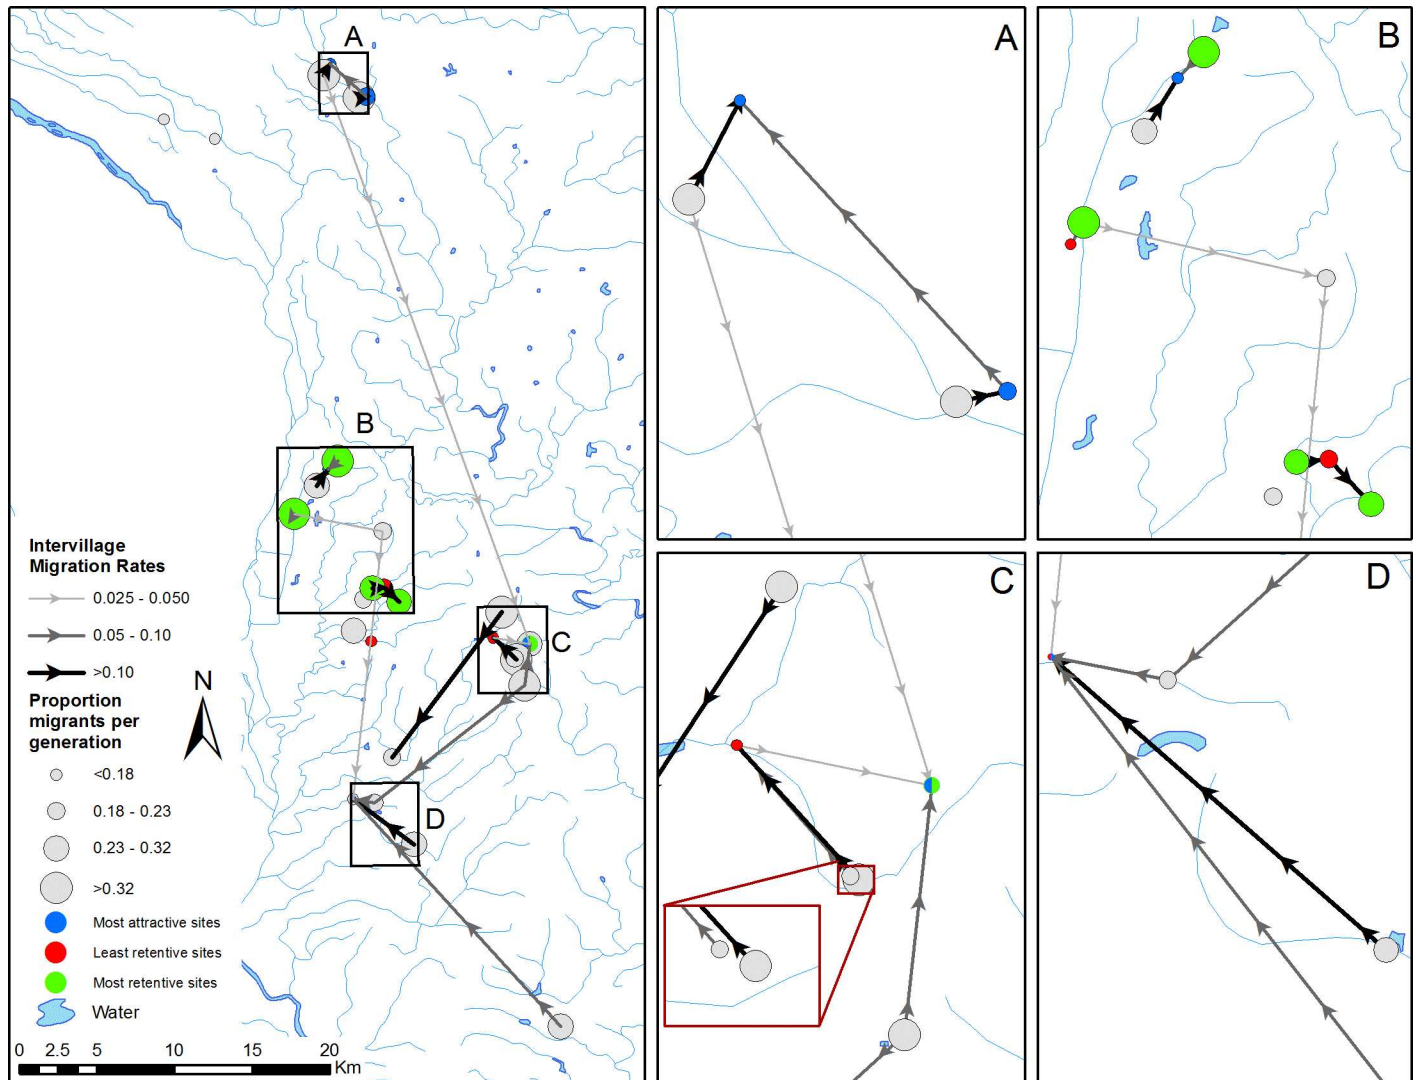 A
B
C
D
Intervillage
Migration Rates
0.025 - 0.050
0.05 - 0.10
>0.10
Proportion
migrants per
generation
<0.18
0.18 - 0.23
0.23 - 0.32
>0.32
Most attractive sites
Least retentive sites
Most retentive sites
Water
N
0 2.5 5 10 15 20
Km
A
B
C
D